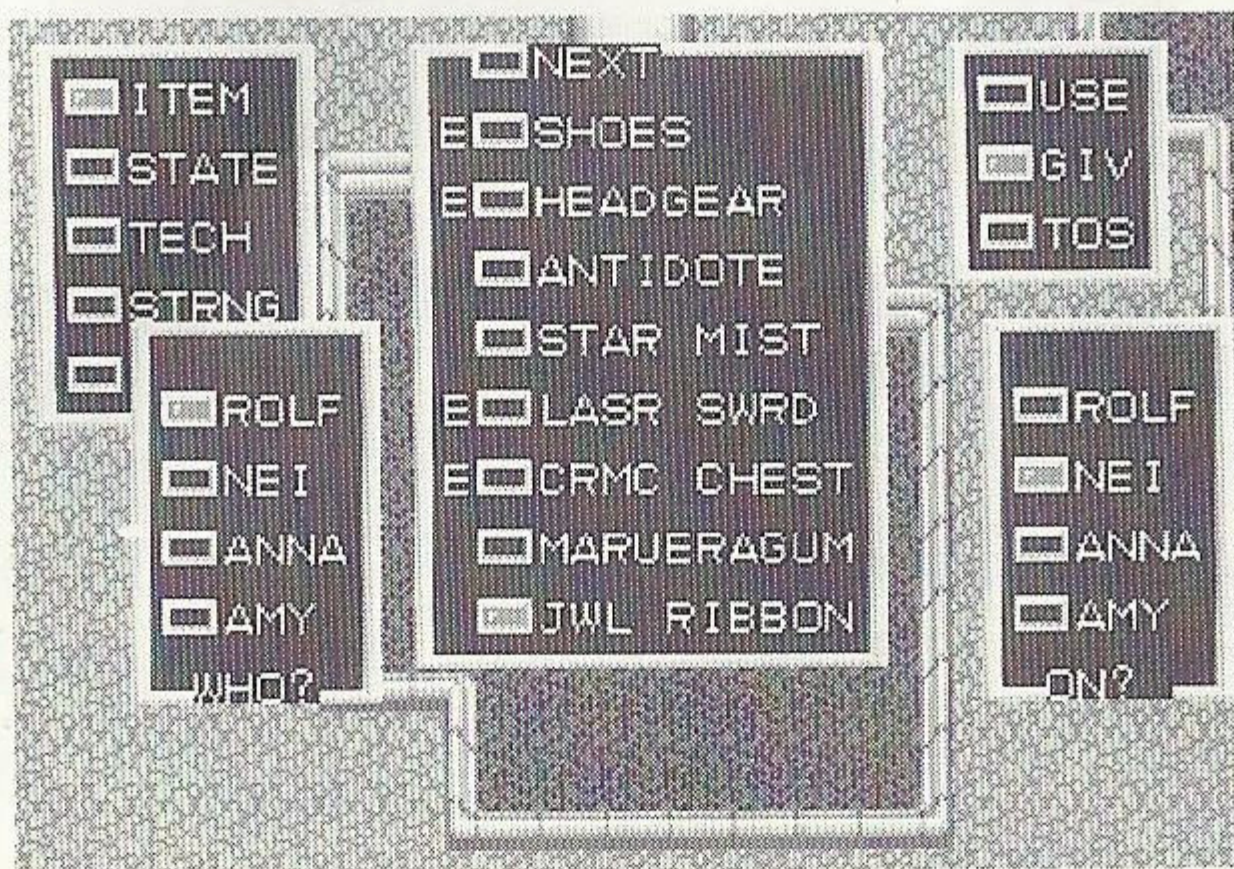 ITEM
STATE
TECH
STRNG
ROLF
NEI
ANNA
AMY
WHO?
NEXT
E SHOES
E HEADGEAR
ANTIDOTE
STAR MIST
E LASR SWRD
E CRMC CHEST
MARUERAGUM
JWL RIBBON
USE
GIV
TOS
ROLF
NEI
ANNA
AMY
ON?